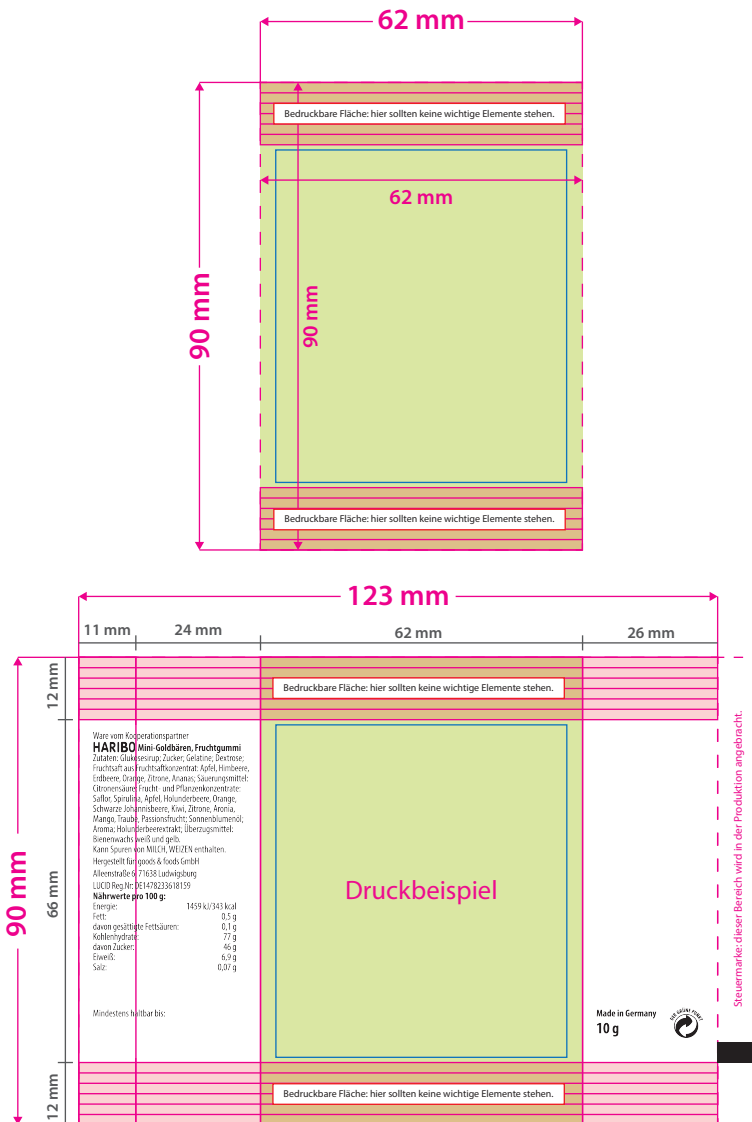 62 mm
Bedruckbare Fläche: hier sollten keine wichtige Elemente stehen.
62 mm
90 mm
90 mm
Bedruckbare Fläche: hier sollten keine wichtige Elemente stehen.
123 mm
11 mm
24 mm
62 mm
26 mm
12 mm
Bedruckbare Fläche: hier sollten keine wichtige Elemente stehen.
Ware vom Kooperationspartner
HARIBO Mini-Goldbären, Fruchtgummi
Zutaten: Glukosesirup; Zucker; Gelatine; Dextrose;
Fruchtsaft aus Fruchtsaftkonzentrat: Apfel, Himbeere,
Erdbeere, Orange, Zitrone, Ananas; Säuerungsmittel:
Citronensäure; Frucht- und Pflanzenkonzentrate:
Saflor, Spirulina, Apfel, Holunderbeere, Orange,
Schwarze Johannisbeere, Kiwi, Zitrone, Aronia,
Mango, Traube, Passionsfrucht; Sonnenblumenöl;
Aroma; Holunderbeerextrakt; Überzugsmittel:
Bienenwachs weiß und gelb.
Kann Spuren von MILCH, WEIZEN enthalten.
Hergestellt für goods & foods GmbH
Alleenstraße 6, 71638 Ludwigsburg
LUCID Reg.Nr: DE1478233618159
Nährwerte pro 100 g:
Energie: 1459 kJ/343 kcal
Fett: 0,5 g
davon gesättigte Fettsäuren: 0,1 g
Kohlenhydrate: 77 g
davon Zucker: 46 g
Eiweiß: 6,9 g
Salz: 0,07 g
Mindestens haltbar bis:
66 mm
90 mm
Druckbeispiel
Made in Germany
10 g
DER GRÜNE PUNKT
Steuermarke: dieser Bereich wird in der Produktion angebracht.
12 mm
Bedruckbare Fläche: hier sollten keine wichtige Elemente stehen.